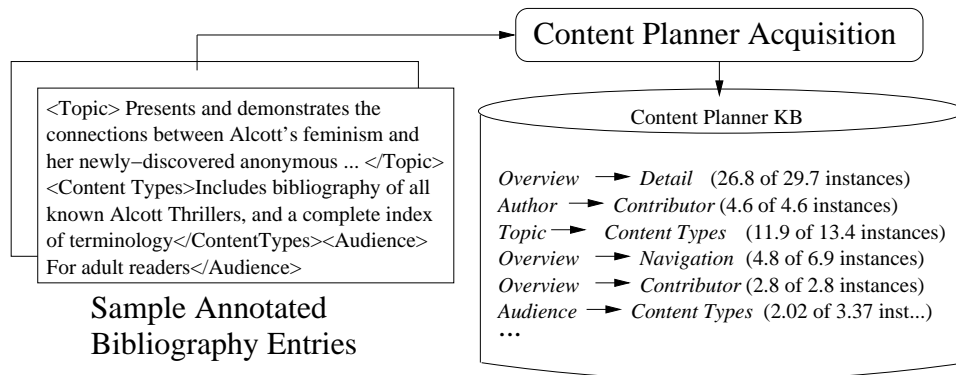 Content Planner Acquisition
<Topic> Presents and demonstrates the
connections between Alcott's feminism and
her newly−discovered anonymous ... </Topic>
<Content Types>Includes bibliography of all
known Alcott Thrillers, and a complete index
of terminology</ContentTypes><Audience>
For adult readers</Audience>
Sample Annotated
Bibliography Entries
Content Planner KB
Overview → Detail (26.8 of 29.7 instances)
Author → Contributor (4.6 of 4.6 instances)
Topic → Content Types (11.9 of 13.4 instances)
Overview → Navigation (4.8 of 6.9 instances)
Overview → Contributor (2.8 of 2.8 instances)
Audience → Content Types (2.02 of 3.37 inst...)
...